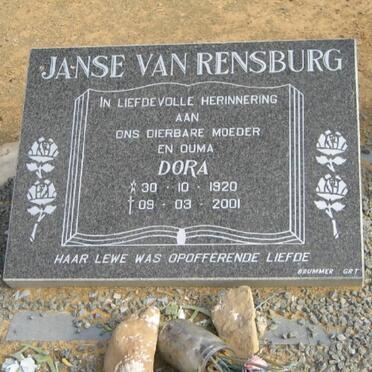 JANSE VAN RENSBURG
IN LIEFDEVOLLE HERINNERING
AAN
ONS DIERBARE MOEDER
EN OUMA
DORA
30 - 10 - 1920
09 - 03 - 2001
HAAR LEWE WAS OPOFFERENDE LIEFDE
BRUMMER GRT